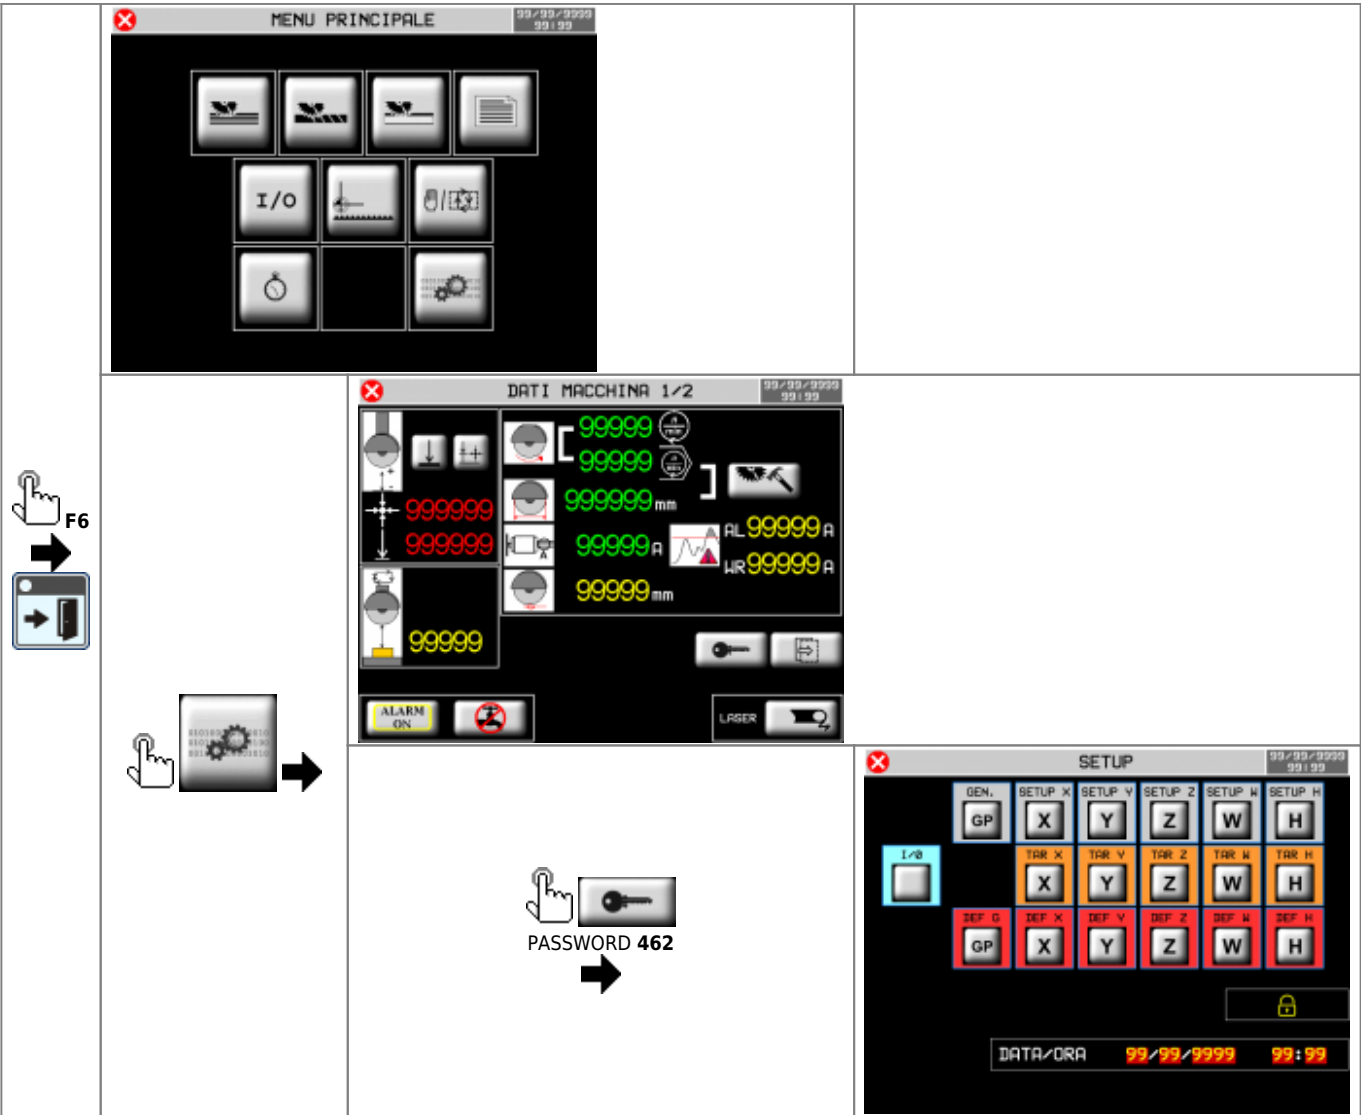 MENU PRINCIPALE
99/99/9999
99:99
I/O
F6
DATI MACCHINA 1/2
99/99/9999
99:99
99999
n
min
99999
999999 mm
999999
999999
99999 A
AL 99999 A
WR 99999 A
99999 mm
99999
ALARM
ON
LASER
SETUP
99/99/9999
99:99
GEN. SETUP X SETUP Y SETUP Z SETUP W SETUP H
GP X Y Z W H
I/0 TAR X TAR Y TAR Z TAR W TAR H
X Y Z W H
DEF G DEF X DEF Y DEF Z DEF W DEF H
GP X Y Z W H
PASSWORD 462
DATA/ORA 99/99/9999 99:99